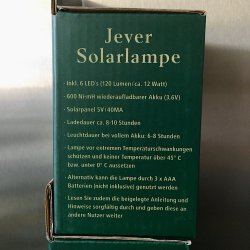 Jever
Solarlampe
- Inkl. 6 LED's (120 Lumen/ca. 12 Watt)
- 600 Ni-mH wiederaufladbarer Akku (3,6V)
- Solarpanel 5V/40MA
- Ladedauer ca. 8-10 Stunden
- Leuchtdauer bei vollem Akku: 6-8 Stunden
- Lampe vor extremen Temperaturschwankungen
schützen und keiner Temperatur über 45° C
bzw. unter 0° C aussetzen
- Alternativ kann die Lampe durch 3 x AAA
Batterien (nicht inklusive) genutzt werden
- Lesen Sie zudem die beigelegte Anleitung und
Hinweise sorgfältig durch und geben diese an
andere Nutzer weiter